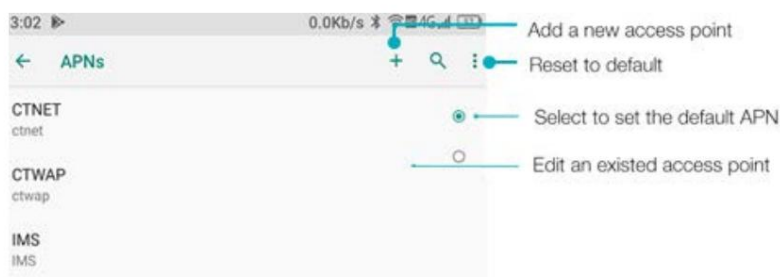 3:02 0.0Kb/s 4G
Add a new access point
← APNs + ⋮
Reset to default
CTNET
ctnet
Select to set the default APN
CTWAP
ctwap
Edit an existed access point
IMS
IMS